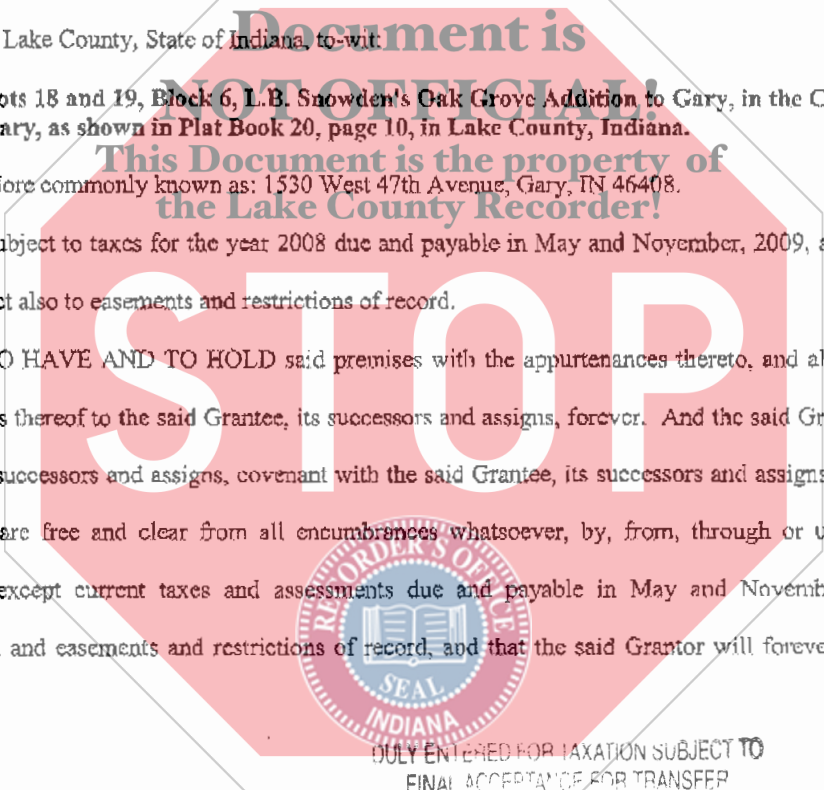 Document is
Lake County, State of Indiana, to-wit:
NOT OFFICIAL!
ots 18 and 19, Block 6, L.B. Snowden's Oak Grove Addition to Gary, in the C
ary, as shown in Plat Book 20, page 10, in Lake County, Indiana.
This Document is the property of
ore commonly known as: 1530 West 47th Avenue, Gary, IN 46408.
the Lake County Recorder!
ubject to taxes for the year 2008 due and payable in May and November, 2009, a
ct also to easements and restrictions of record.
STOP
O HAVE AND TO HOLD said premises with the appurtenances thereto, and al
s thereof to the said Grantee, its successors and assigns, forever. And the said Gr
successors and assigns, covenant with the said Grantee, its successors and assigns
are free and clear from all encumbrances whatsoever, by, from, through or u
except current taxes and assessments due and payable in May and Novemb
and easements and restrictions of record, and that the said Grantor will foreve
RECORDER'S OFFICE
SEAL
INDIANA
DULY ENTERED FOR TAXATION SUBJECT TO
FINAL ACCEPTANCE FOR TRANSFER